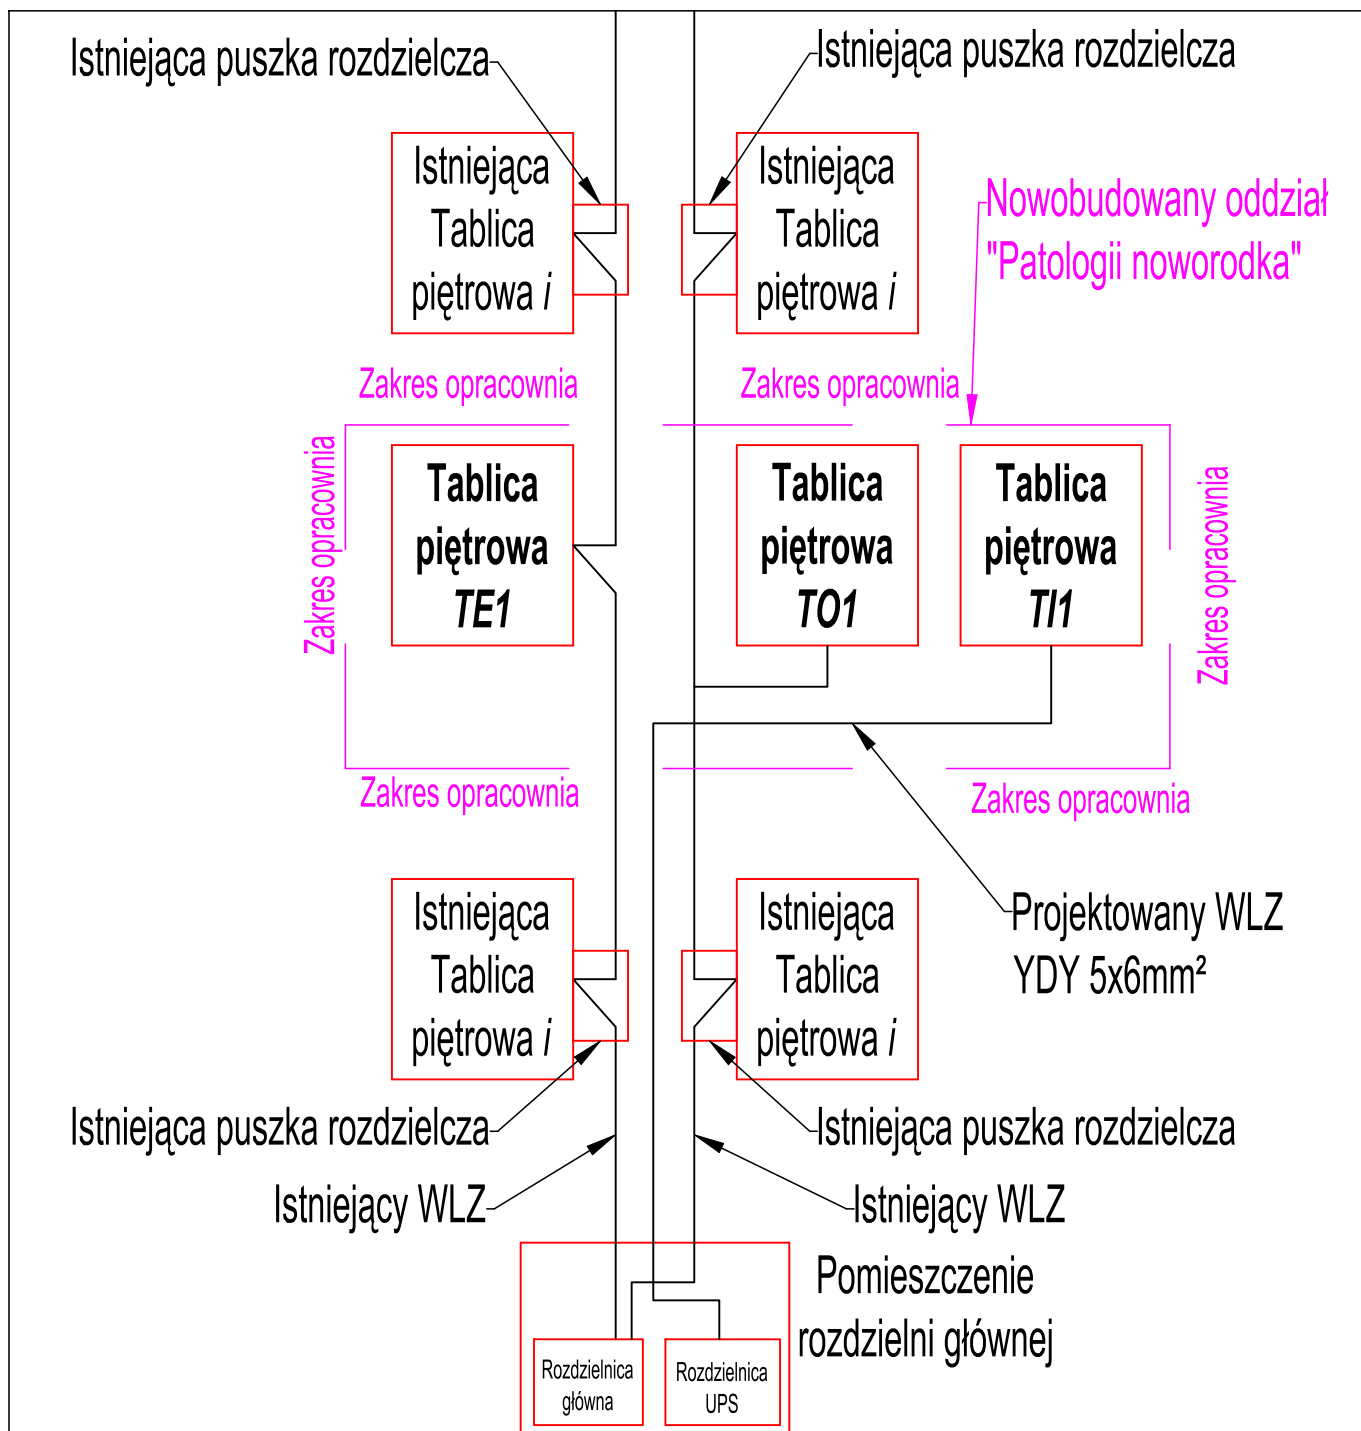 Istniejąca puszka rozdzielcza
Istniejąca puszka rozdzielcza
Istniejąca
Tablica
piętrowa i
Istniejąca
Tablica
piętrowa i
Nowobudowany oddział
"Patologii noworodka"
Zakres opracownia
Zakres opracownia
Zakres opracownia
Tablica
piętrowa
TE1
Tablica
piętrowa
TO1
Tablica
piętrowa
TI1
Zakres opracownia
Zakres opracownia
Zakres opracownia
Istniejąca
Tablica
piętrowa i
Istniejąca
Tablica
piętrowa i
Projektowany WLZ
YDY 5x6mm²
Istniejąca puszka rozdzielcza
Istniejąca puszka rozdzielcza
Istniejący WLZ
Istniejący WLZ
Pomieszczenie
rozdzielni głównej
Rozdzielnica
główna
Rozdzielnica
UPS